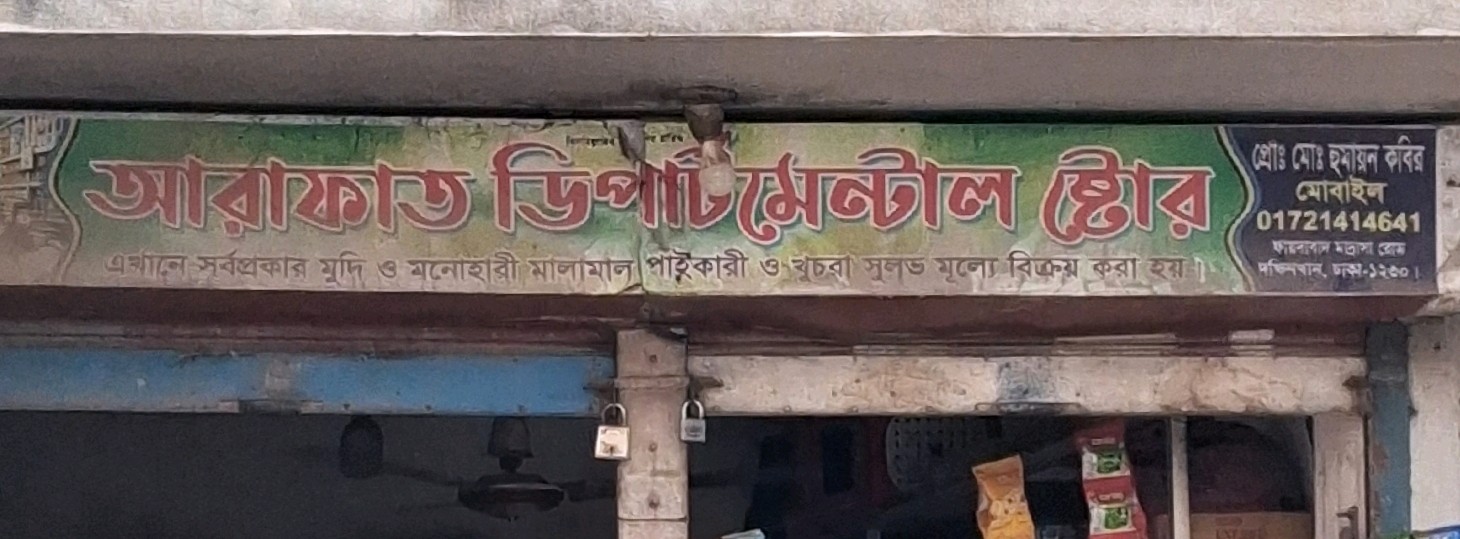 আরাফাত ডিপার্টমেন্টাল ষ্টোর
এখানে সর্বপ্রকার মুদি ও মনোহারী মালামাল পাইকারী ও খুচরা সুলভ মূল্যে বিক্রয় করা হয়।
প্রোঃ মোঃ হুমায়ন কবির
মোবাইল
01721414641
মাদ্রাসা রোড
দক্ষিনখান, ঢাকা-১২৩০।